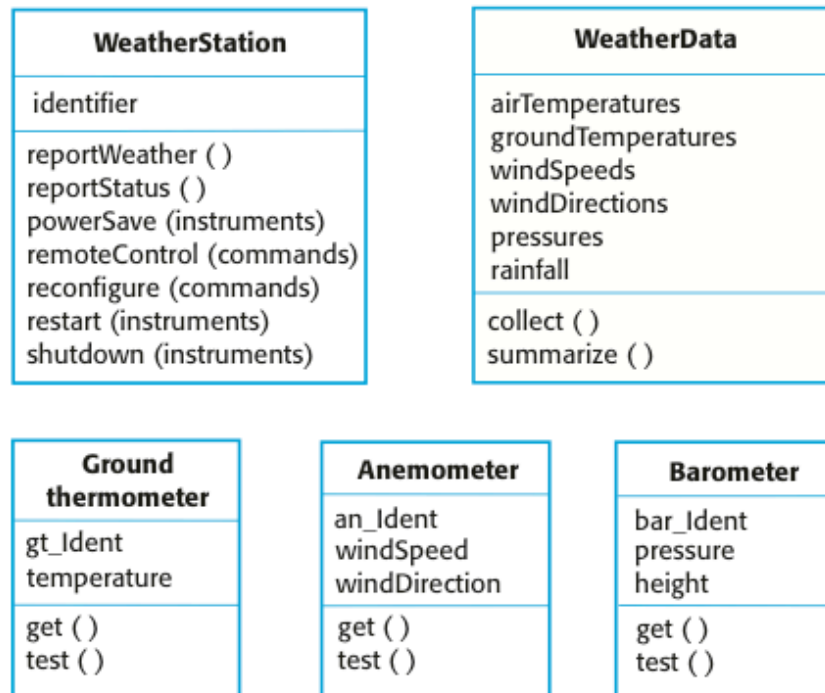 WeatherStation
identifier
reportWeather ( )
reportStatus ( )
powerSave (instruments)
remoteControl (commands)
reconfigure (commands)
restart (instruments)
shutdown (instruments)
WeatherData
airTemperatures
groundTemperatures
windSpeeds
windDirections
pressures
rainfall
collect ( )
summarize ( )
Ground
thermometer
gt_Ident
temperature
get ( )
test ( )
Anemometer
an_Ident
windSpeed
windDirection
get ( )
test ( )
Barometer
bar_Ident
pressure
height
get ( )
test ( )